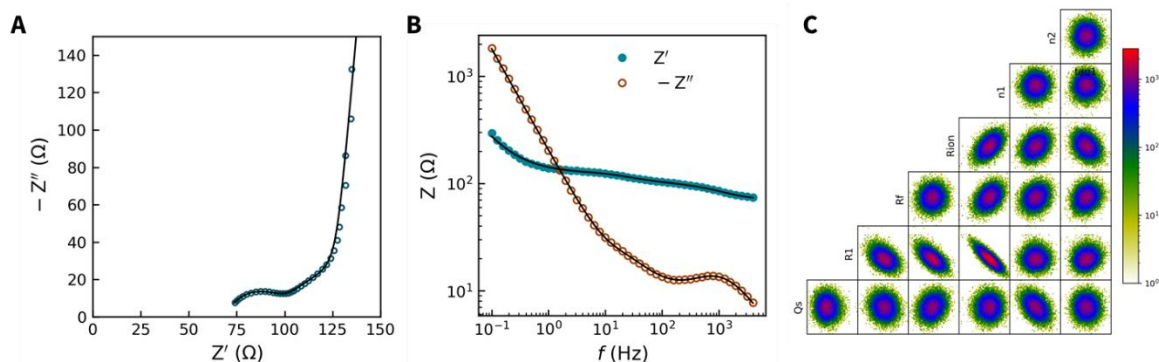 A
− Z″ (Ω)
140
120
100
80
60
40
20
0
0 25 50 75 100 125 150
Z′ (Ω)
B
Z′
− Z″
Z (Ω)
10³
10²
10¹
10⁻¹ 10⁰ 10¹ 10² 10³
f (Hz)
C
n2
n1
Rion
Rf
R1
Qs
10³
10²
10¹
10⁰